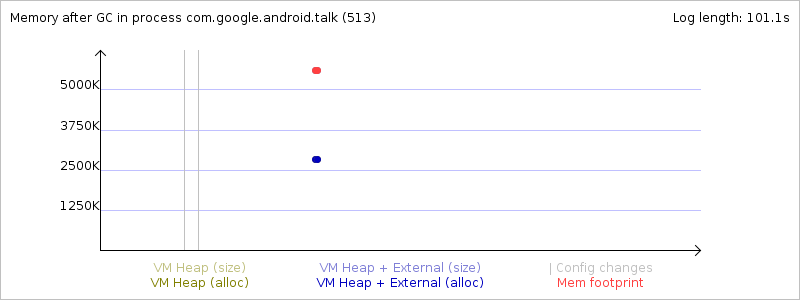 Memory after GC in process com.google.android.talk (513) Log length: 101.1s
5000K
3750K
2500K
1250K
VM Heap (size) VM Heap + External (size) | Config changes
VM Heap (alloc) VM Heap + External (alloc) Mem footprint